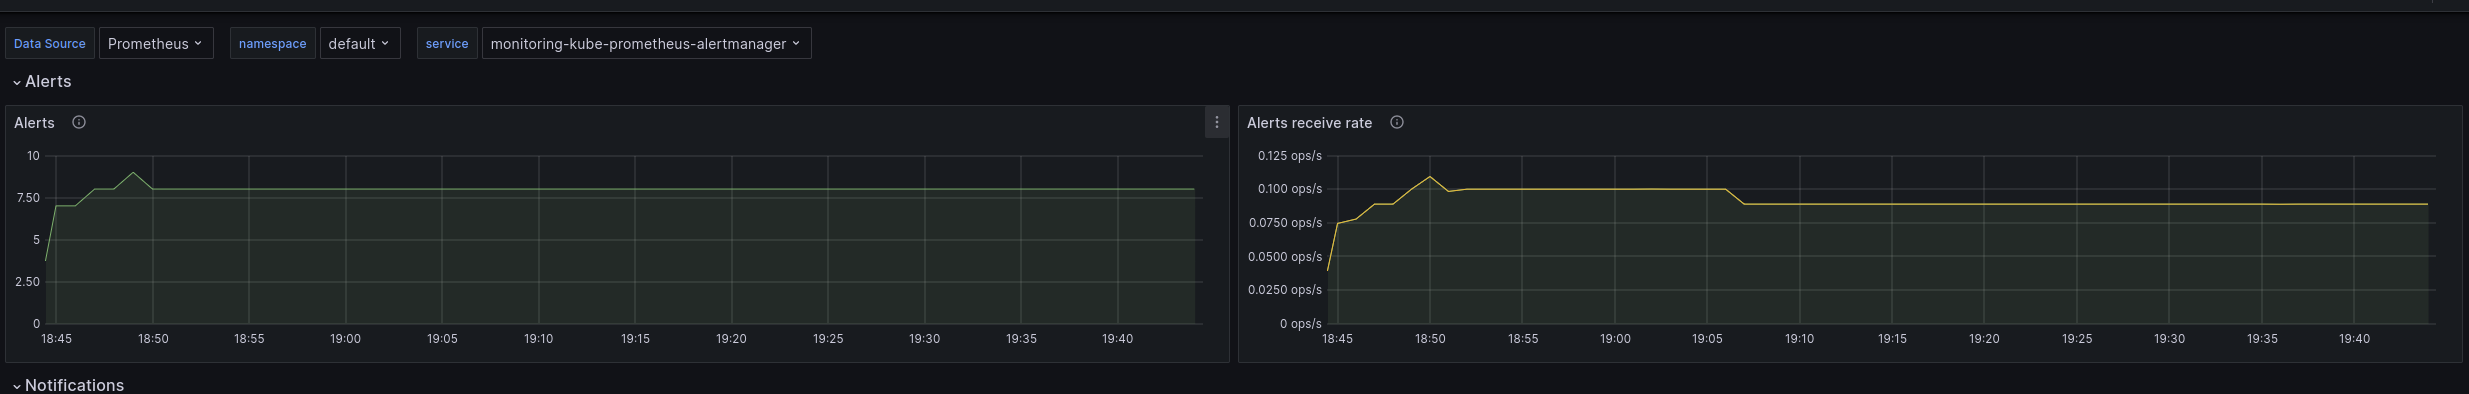 Data Source Prometheus namespace default service monitoring-kube-prometheus-alertmanager
Alerts
Alerts
10
7.50
5
2.50
0
18:45 18:50 18:55 19:00 19:05 19:10 19:15 19:20 19:25 19:30 19:35 19:40
Alerts receive rate
0.125 ops/s
0.100 ops/s
0.0750 ops/s
0.0500 ops/s
0.0250 ops/s
0 ops/s
18:45 18:50 18:55 19:00 19:05 19:10 19:15 19:20 19:25 19:30 19:35 19:40
Notifications